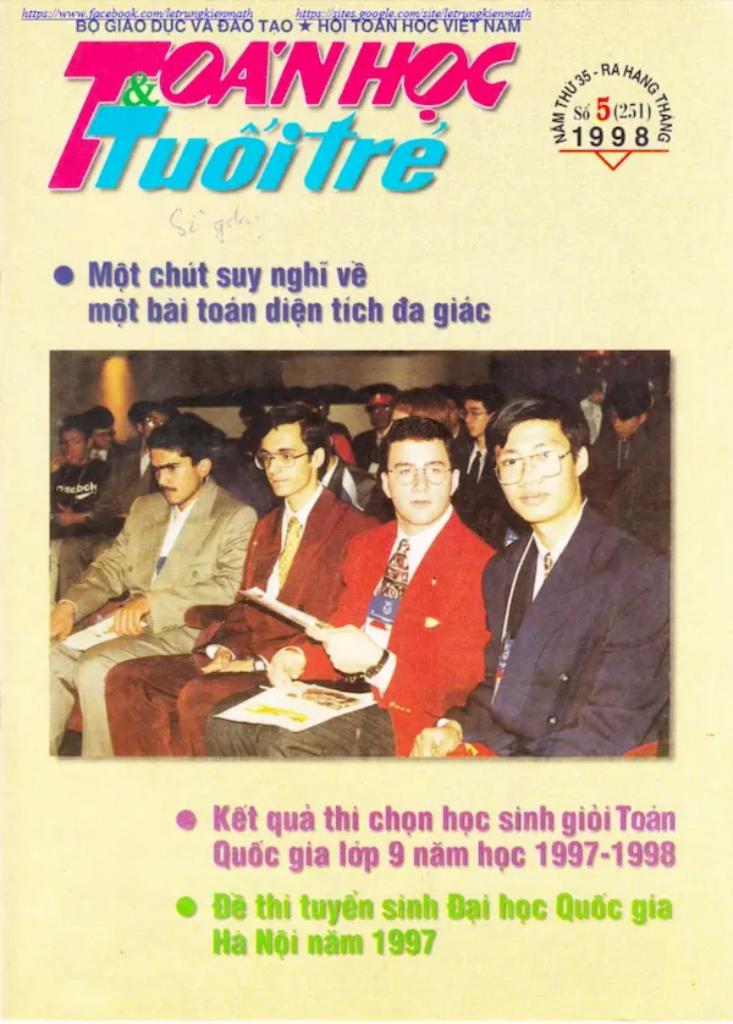 https://www.facebook.com/letrungkienmath https://sites.google.com/site/letrungkienmath
BỘ GIÁO DỤC VÀ ĐÀO TẠO ★ HỘI TOÁN HỌC VIỆT NAM
TOÁN HỌC
& Tuổi trẻ
NĂM THỨ 35 - RA HÀNG THÁNG
Số 5 (251)
1998
● Một chút suy nghĩ về
một bài toán diện tích đa giác
● Kết quả thi chọn học sinh giỏi Toán
Quốc gia lớp 9 năm học 1997-1998
● Đề thi tuyển sinh Đại học Quốc gia
Hà Nội năm 1997